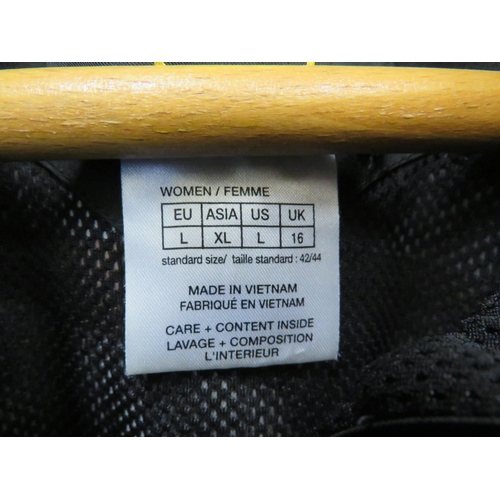 WOMEN / FEMME
EU ASIA US UK
L XL L 16
standard size/ taille standard : 42/44
MADE IN VIETNAM
FABRIQUÉ EN VIETNAM
CARE + CONTENT INSIDE
LAVAGE + COMPOSITION
L'INTERIEUR